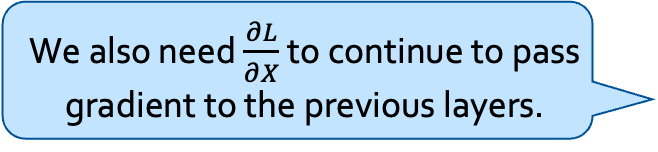 We also need ∂L/∂X to continue to pass
gradient to the previous layers.